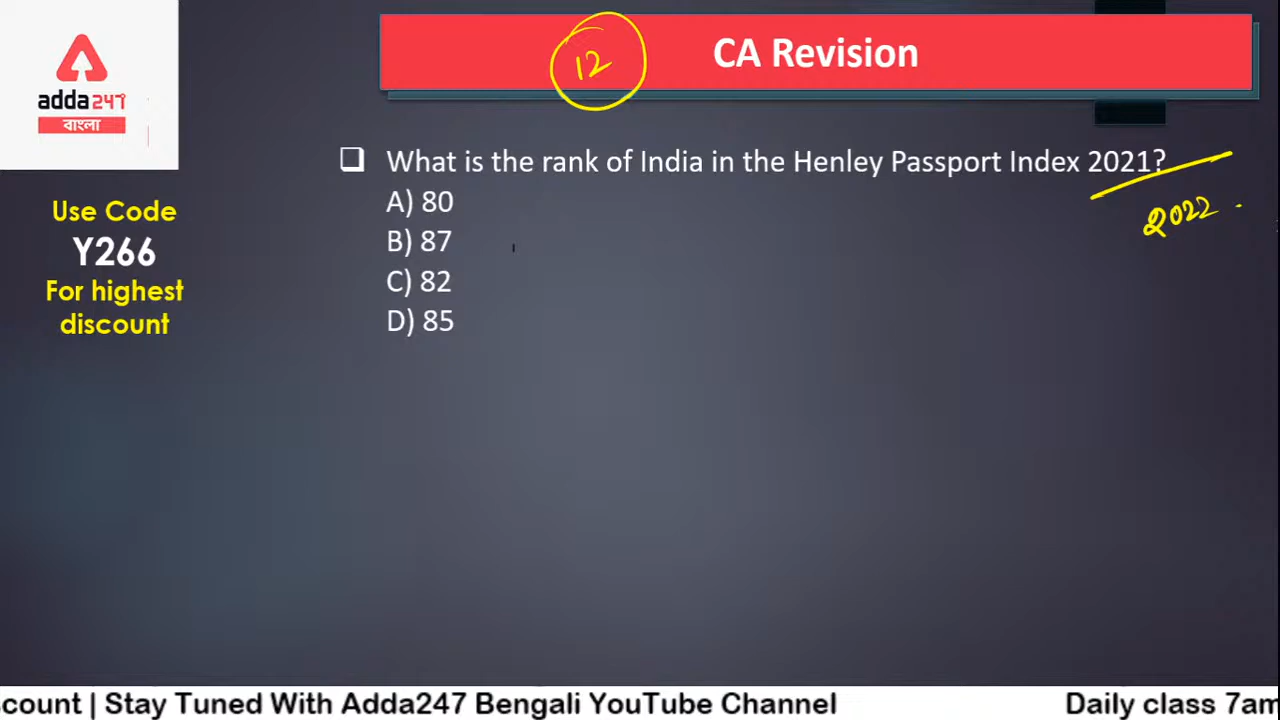 adda247
বাংলা
12
CA Revision
Use Code
Y266
For highest
discount
❑ What is the rank of India in the Henley Passport Index 2021?
2022
A) 80
B) 87
C) 82
D) 85
scount | Stay Tuned With Adda247 Bengali YouTube Channel
Daily class 7am